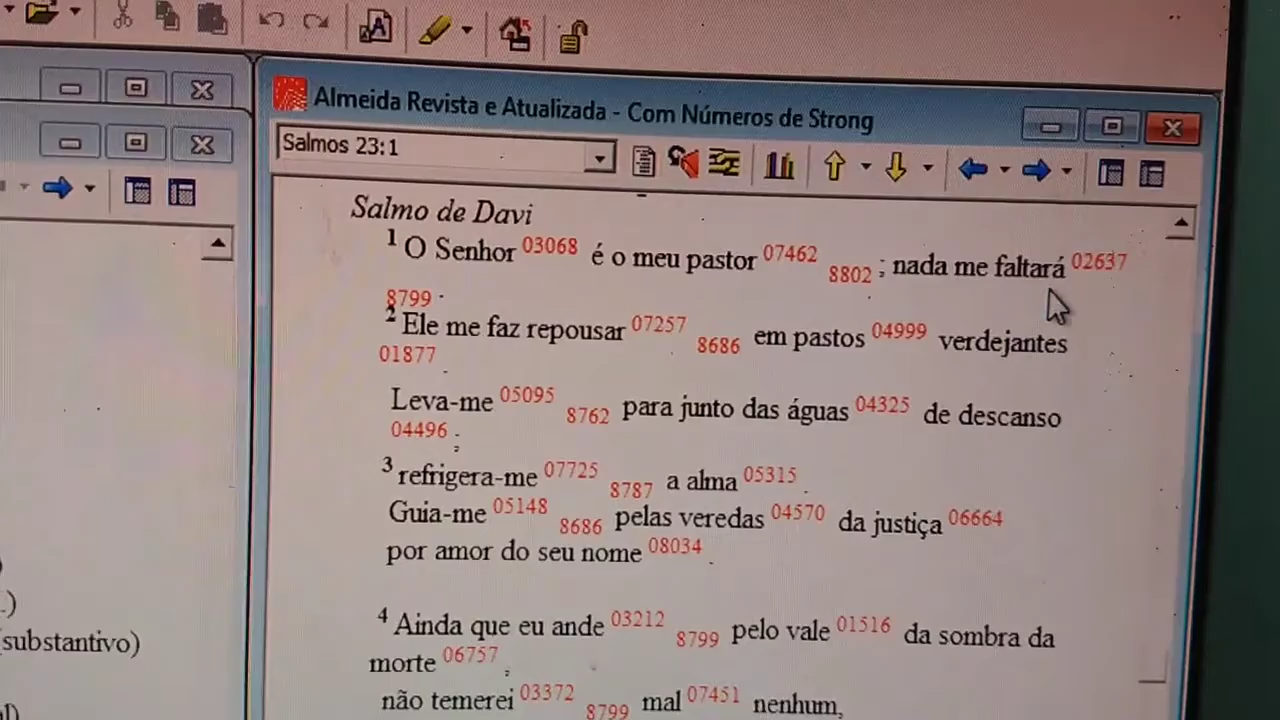 Almeida Revista e Atualizada - Com Números de Strong
Salmos 23:1
Salmo de Davi
1 O Senhor 03068 é o meu pastor 07462 8802 ; nada me faltará 02637
8799 .
2 Ele me faz repousar 07257 8686 em pastos 04999 verdejantes
01877 .
Leva-me 05095 8762 para junto das águas 04325 de descanso
04496 ;
3 refrigera-me 07725 8787 a alma 05315 .
Guia-me 05148 8686 pelas veredas 04570 da justiça 06664
por amor do seu nome 08034 .
4 Ainda que eu ande 03212 8799 pelo vale 01516 da sombra da
morte 06757 ,
não temerei 03372 8799 mal 07451 nenhum,
.)
(substantivo)